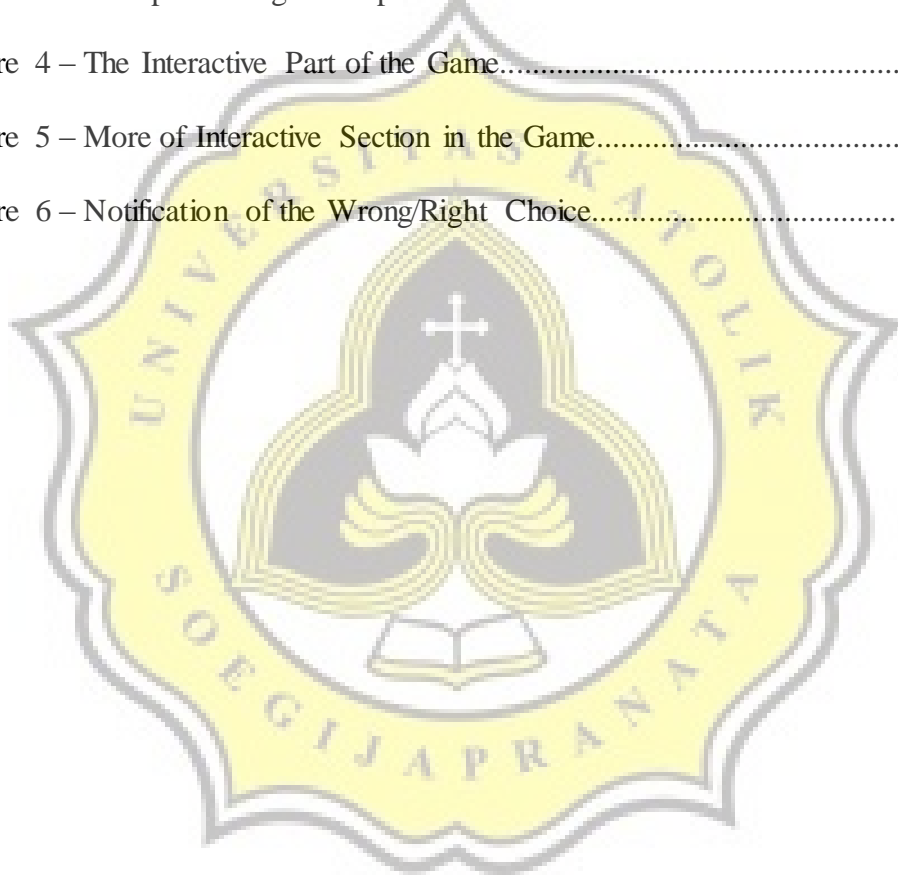 re 4 – The Interactive Part of the Game
re 5 – More of Interactive Section in the Game
re 6 – Notification of the Wrong/Right Choice
UNIVERSITAS KATOLIK
SOEGIJAPRANATA